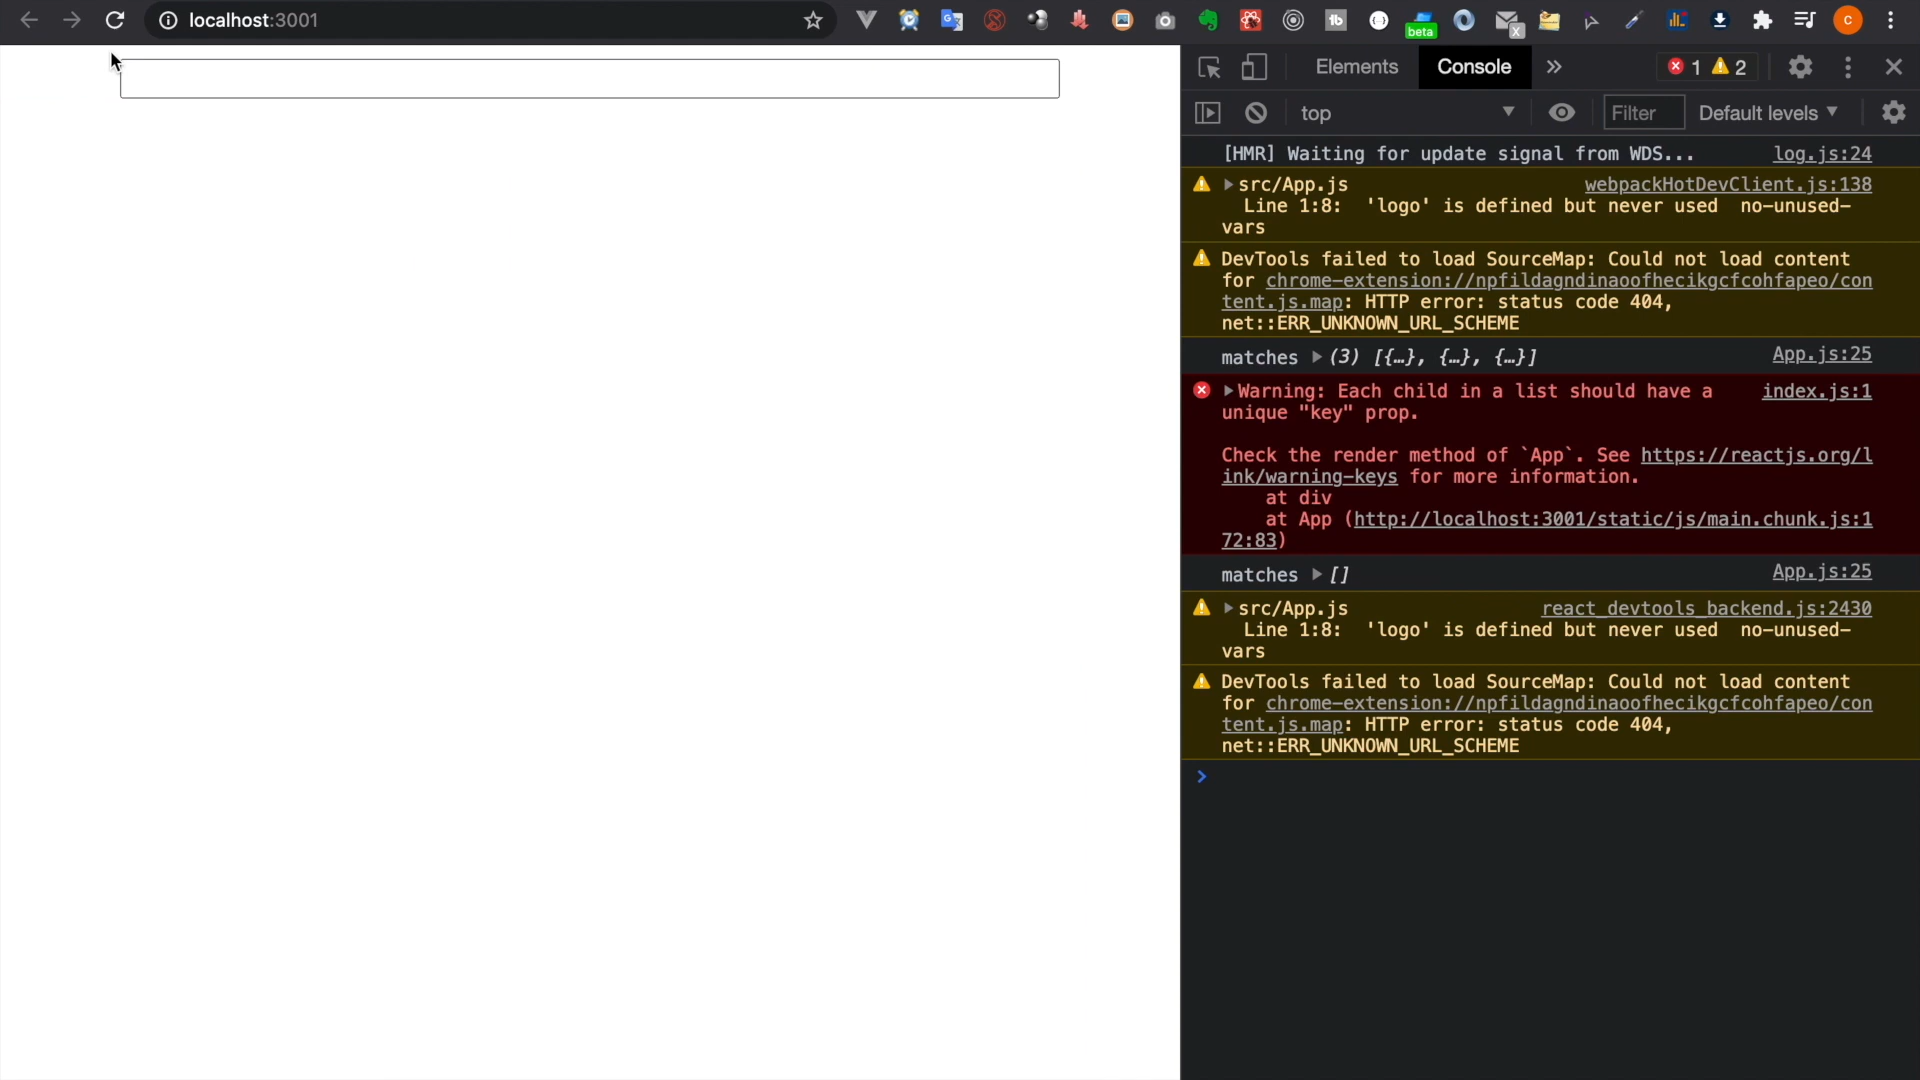 localhost:3001
beta
X
C
Elements
Console
1
2
top
Filter
Default levels
[HMR] Waiting for update signal from WDS...
log.js:24
src/App.js
webpackHotDevClient.js:138
Line 1:8:  'logo' is defined but never used  no-unused-
vars
DevTools failed to load SourceMap: Could not load content
for chrome-extension://npfildagndinaoofhecikgcfcohfapeo/con
tent.js.map: HTTP error: status code 404,
net::ERR_UNKNOWN_URL_SCHEME
matches (3) [{…}, {…}, {…}]
App.js:25
Warning: Each child in a list should have a
index.js:1
unique "key" prop.
Check the render method of `App`. See https://reactjs.org/l
ink/warning-keys for more information.
at div
at App (http://localhost:3001/static/js/main.chunk.js:1
72:83)
matches []
App.js:25
src/App.js
react_devtools_backend.js:2430
Line 1:8:  'logo' is defined but never used  no-unused-
vars
DevTools failed to load SourceMap: Could not load content
for chrome-extension://npfildagndinaoofhecikgcfcohfapeo/con
tent.js.map: HTTP error: status code 404,
net::ERR_UNKNOWN_URL_SCHEME